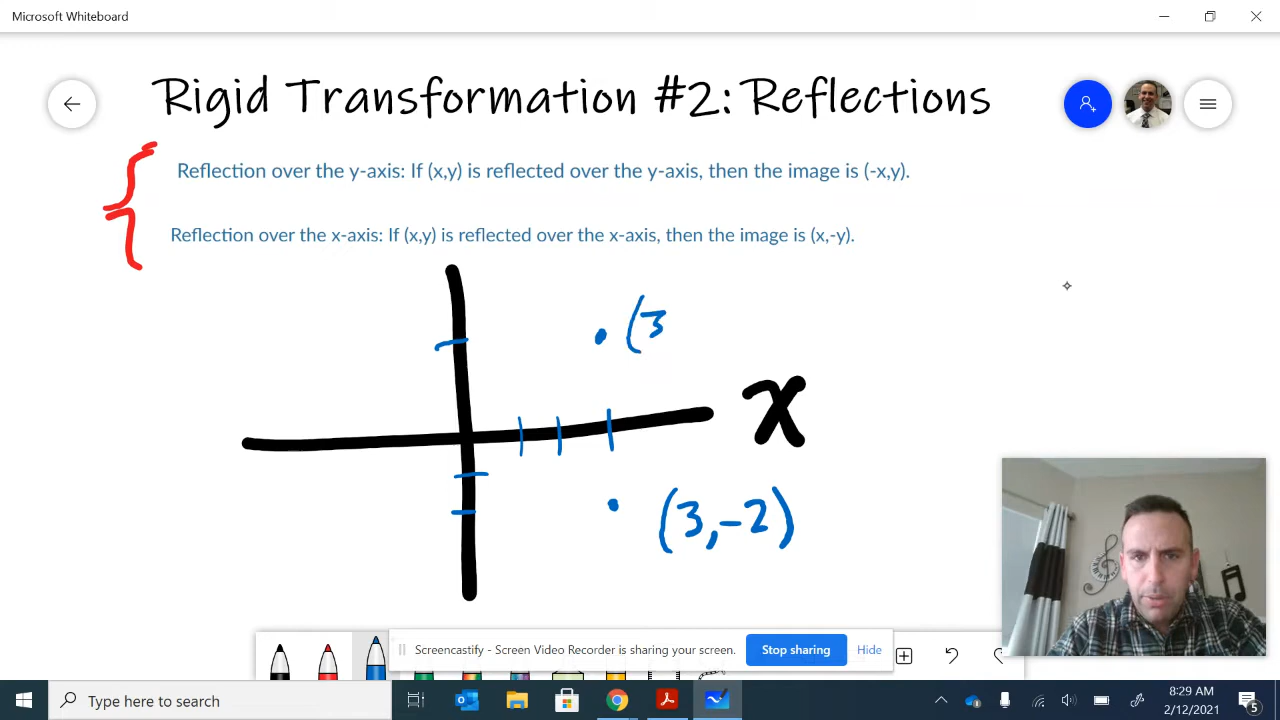 Microsoft Whiteboard
Rigid Transformation #2: Reflections
Reflection over the y-axis: If (x,y) is reflected over the y-axis, then the image is (-x,y).
Reflection over the x-axis: If (x,y) is reflected over the x-axis, then the image is (x,-y).
(3
x
(3,-2)
Screencastify - Screen Video Recorder is sharing your screen.
Stop sharing
Hide
Type here to search
8:29 AM
2/12/2021
5